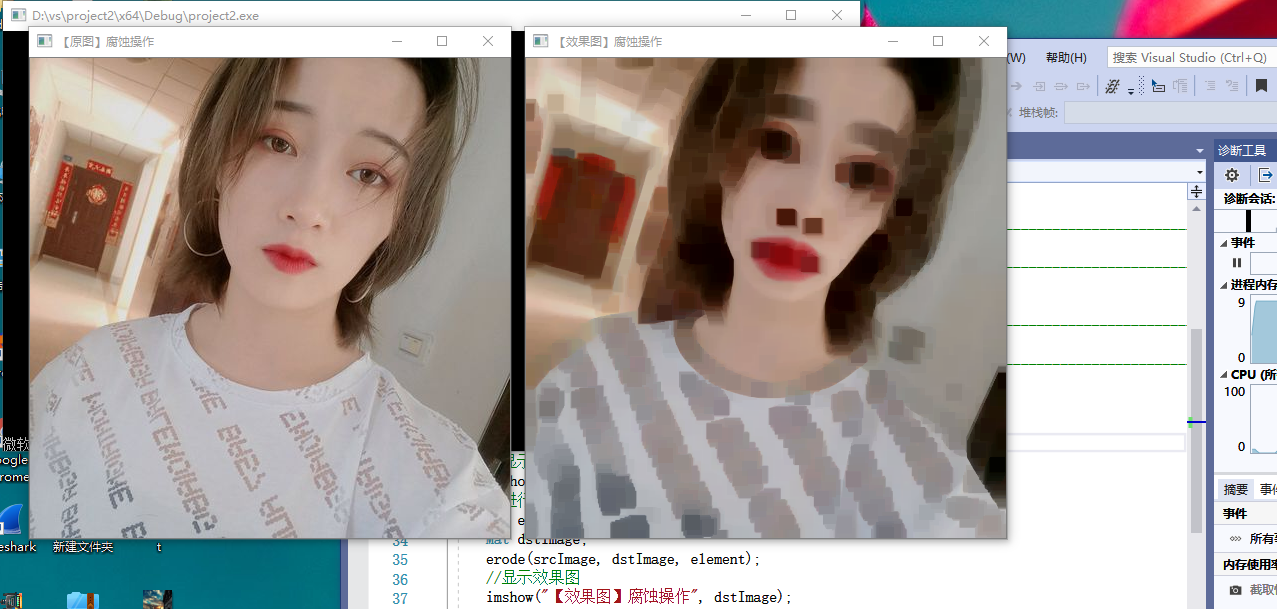 D:\vs\project2\x64\Debug\project2.exe
【原图】腐蚀操作
【效果图】腐蚀操作
(W)
帮助(H)
搜索 Visual Studio (Ctrl+Q)
堆栈帧:
诊断工具
诊断会话:
事件
进程内存
9
0
CPU (所
100
0
摘要
事件
所有事
内存使用率
截取
微软
oogle
rome
eshark
新建文件夹
t
34
Mat dstImage;
35
erode(srcImage, dstImage, element);
36
//显示效果图
37
imshow("【效果图】腐蚀操作", dstImage);